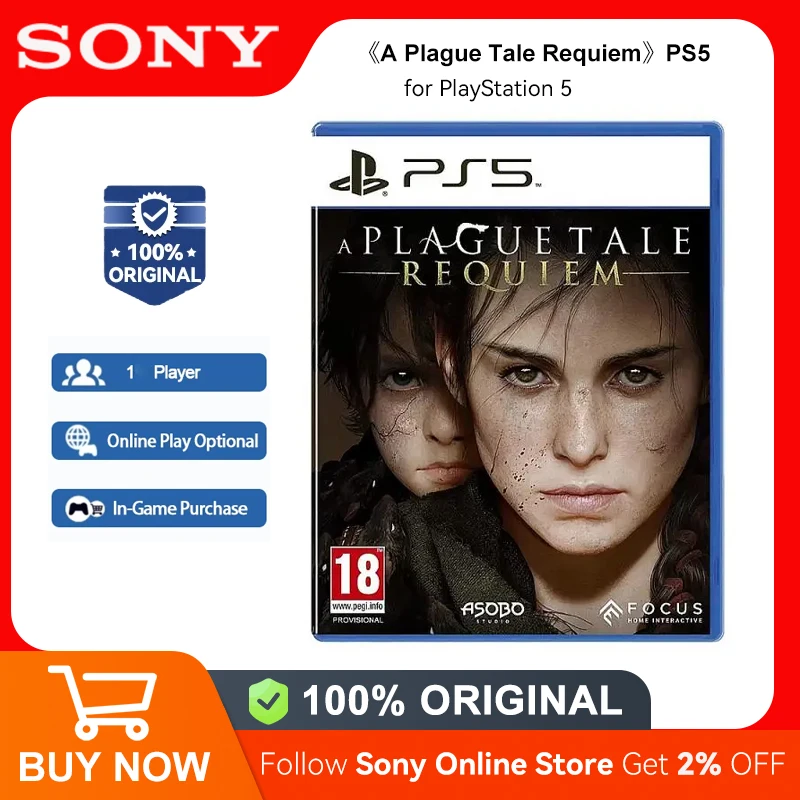 SONY
《A Plague Tale Requiem》PS5
for PlayStation 5
PS5™
100%
ORIGINAL
A PLAGUE TALE
REQUIEM
1 Player
Online Play Optional
In-Game Purchase
18
www.pegi.info
PROVISIONAL
ASOBO
STUDIO
FOCUS
HOME INTERACTIVE
100% ORIGINAL
BUY NOW
Follow Sony Online Store Get 2% OFF